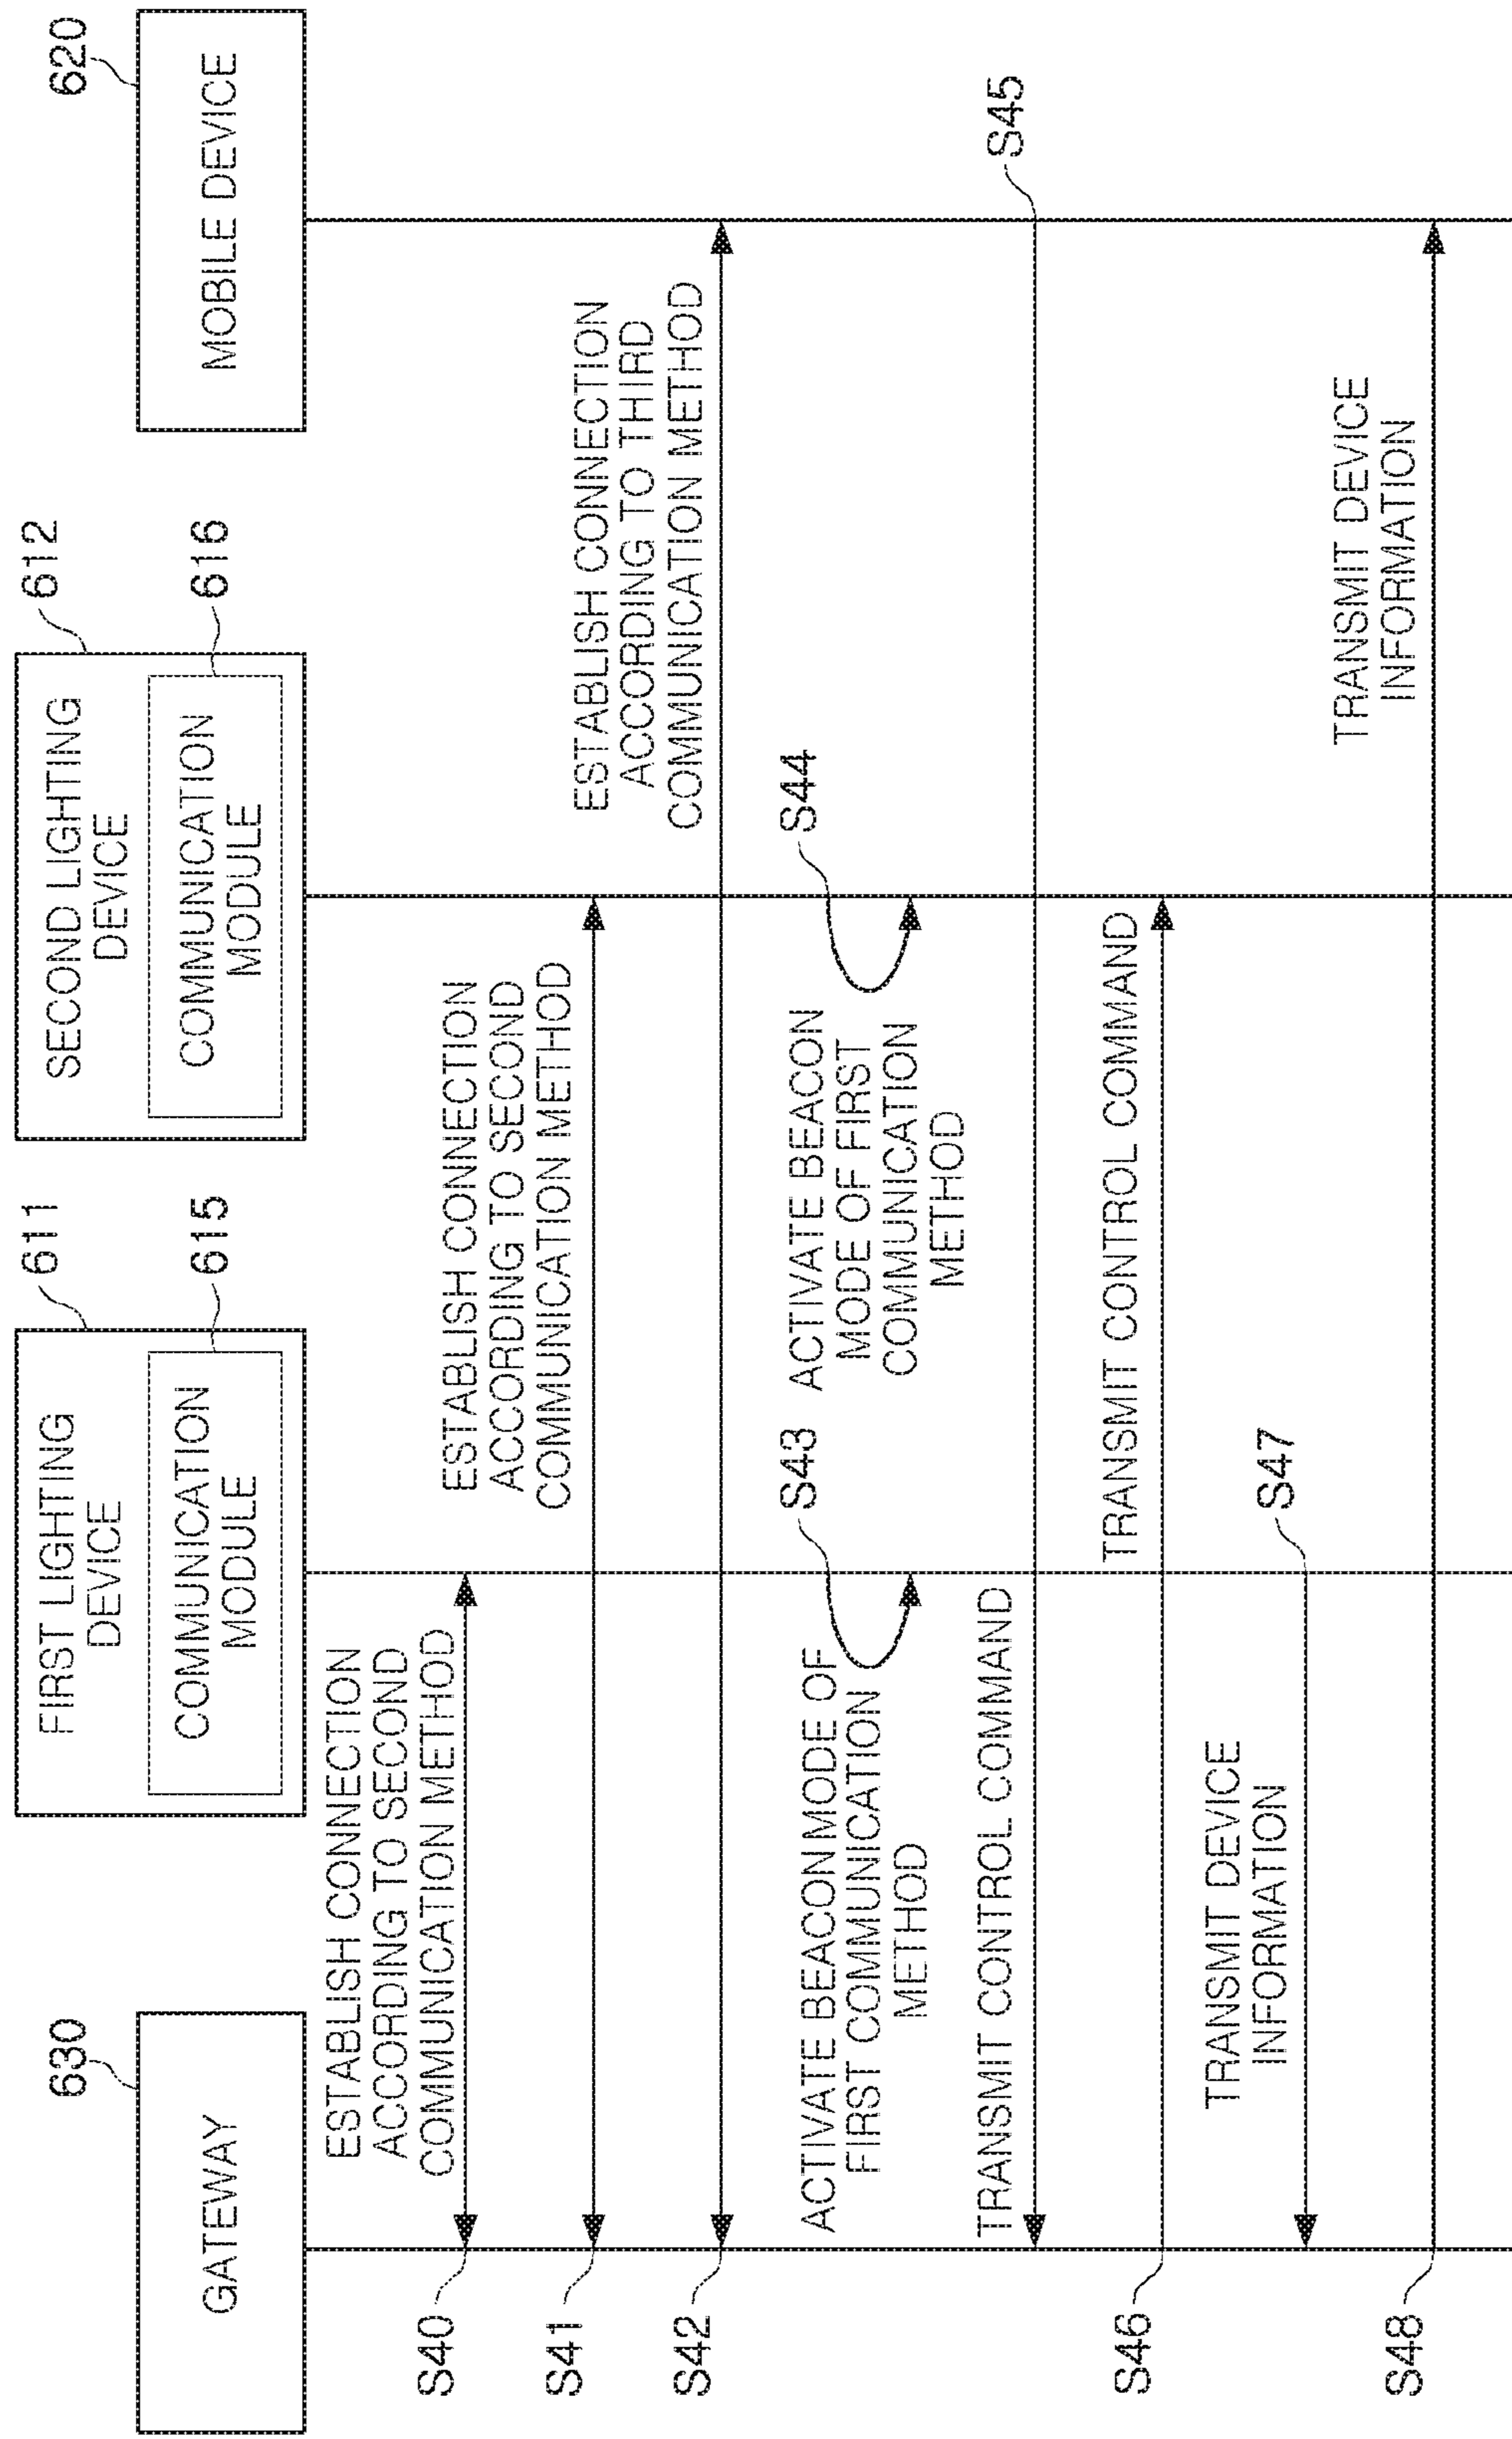 630
GATEWAY
611
FIRST LIGHTING
DEVICE
615
COMMUNICATION
MODULE
612
SECOND LIGHTING
DEVICE
616
COMMUNICATION
MODULE
620
MOBILE DEVICE
ESTABLISH CONNECTION
ACCORDING TO SECOND
COMMUNICATION METHOD
S40
ESTABLISH CONNECTION
ACCORDING TO SECOND
COMMUNICATION METHOD
S41
ESTABLISH CONNECTION
ACCORDING TO THIRD
COMMUNICATION METHOD
S42
ACTIVATE BEACON MODE OF
FIRST COMMUNICATION
METHOD
S43
ACTIVATE BEACON
MODE OF FIRST
COMMUNICATION
METHOD
S44
TRANSMIT CONTROL COMMAND
S45
TRANSMIT CONTROL COMMAND
S46
TRANSMIT DEVICE
INFORMATION
S47
TRANSMIT DEVICE
INFORMATION
S48